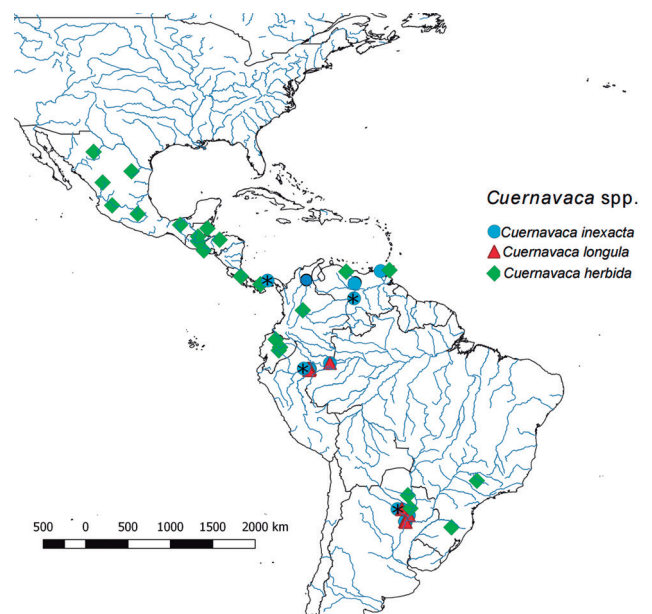 Cuernavaca spp.
Cuernavaca inexacta
Cuernavaca longula
Cuernavaca herbida
500 0 500 1000 1500 2000 km